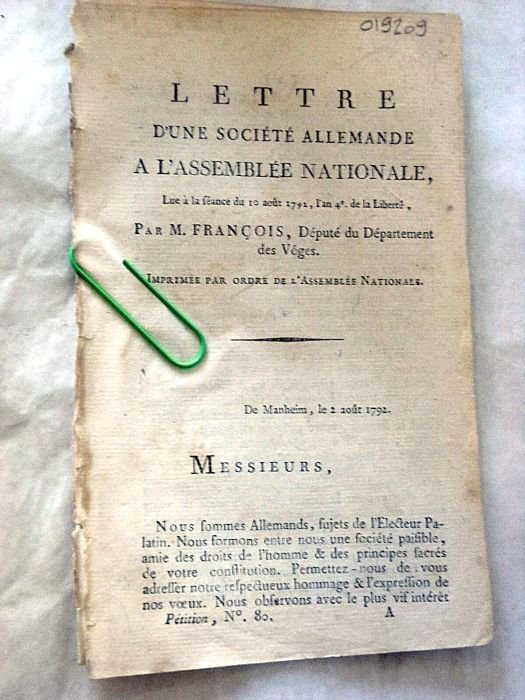 019209
LETTRE
D'UNE SOCIÉTÉ ALLEMANDE
A L'ASSEMBLÉE NATIONALE,
Lue à la ſéance du 10 août 1792, l'an 4e. de la Liberté,
PAR M. FRANÇOIS, Député du Département
des Vôges.
IMPRIMÉE PAR ORDRE DE L'ASSEMBLÉE NATIONALE.
De Manheim, le 2 août 1792.
MESSIEURS,
Nous ſommes Allemands, ſujets de l'Electeur Pa-
latin. Nous formons entre nous une ſociété paiſible,
amie des droits de l'homme & des principes ſacrés
de votre conſtitution. Permettez-nous de vous
adreſſer notre reſpectueux hommage & l'expreſſion de
nos vœux. Nous obſervons avec le plus vif intérêt
Pétition, No. 80. A